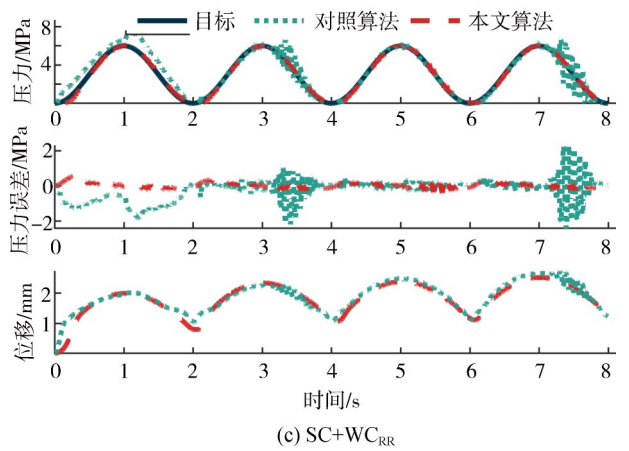 目标 对照算法 本文算法
压力/MPa
8
4
0 1 2 3 4 5 6 7 8
压力误差/MPa
2
0
−2
0 1 2 3 4 5 6 7 8
位移/mm
2
1
0 1 2 3 4 5 6 7 8
时间/s
(c) SC+WC_RR